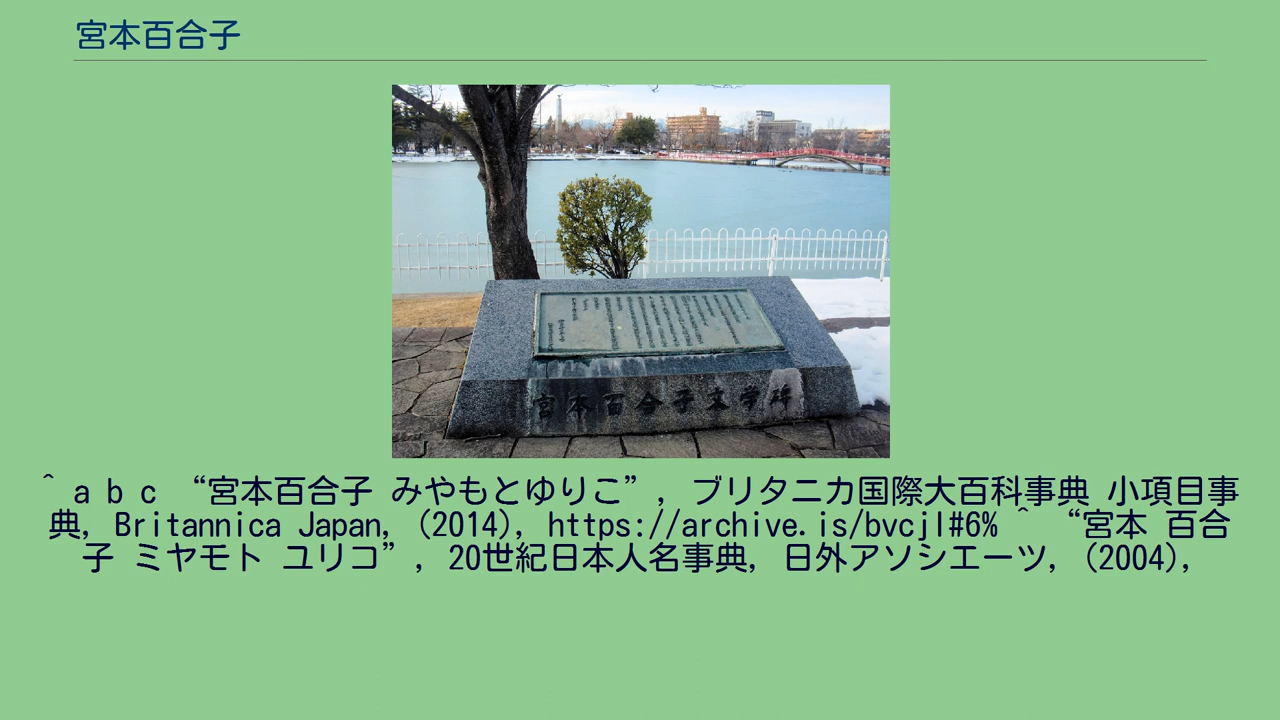 宮本百合子
宮本百合子文学碑
^ a b c “宮本百合子 みやもとゆりこ”, ブリタニカ国際大百科事典 小項目事
典, Britannica Japan, (2014), https://archive.is/bvcjl#6% ^ “宮本 百合
子 ミヤモト ユリコ”, 20世紀日本人名事典, 日外アソシエーツ, (2004),